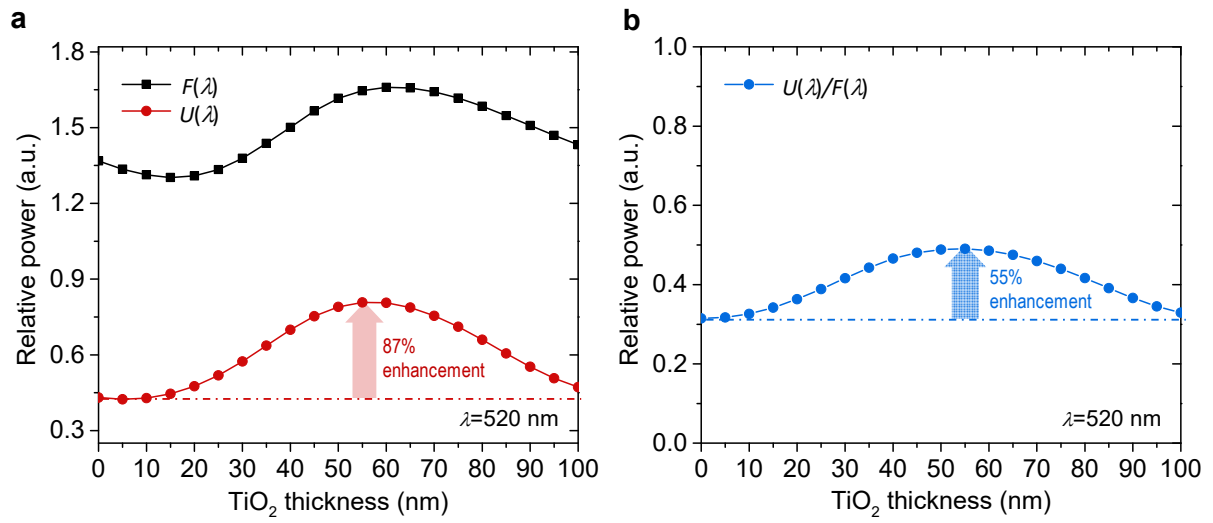 a
1.8
1.5
1.2
0.9
0.6
0.3
Relative power (a.u.)
F(λ)
U(λ)
87%
enhancement
λ=520 nm
0 10 20 30 40 50 60 70 80 90 100
TiO₂ thickness (nm)
b
1.0
0.8
0.6
0.4
0.2
0.0
Relative power (a.u.)
U(λ)/F(λ)
55%
enhancement
λ=520 nm
0 10 20 30 40 50 60 70 80 90 100
TiO₂ thickness (nm)